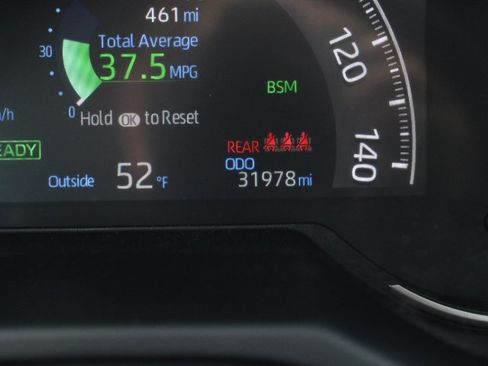 461 mi
30
Total Average
37.5 MPG
0
Hold OK to Reset
/h
BSM
120
140
READY
REAR
ODO
31978 mi
Outside 52 °F